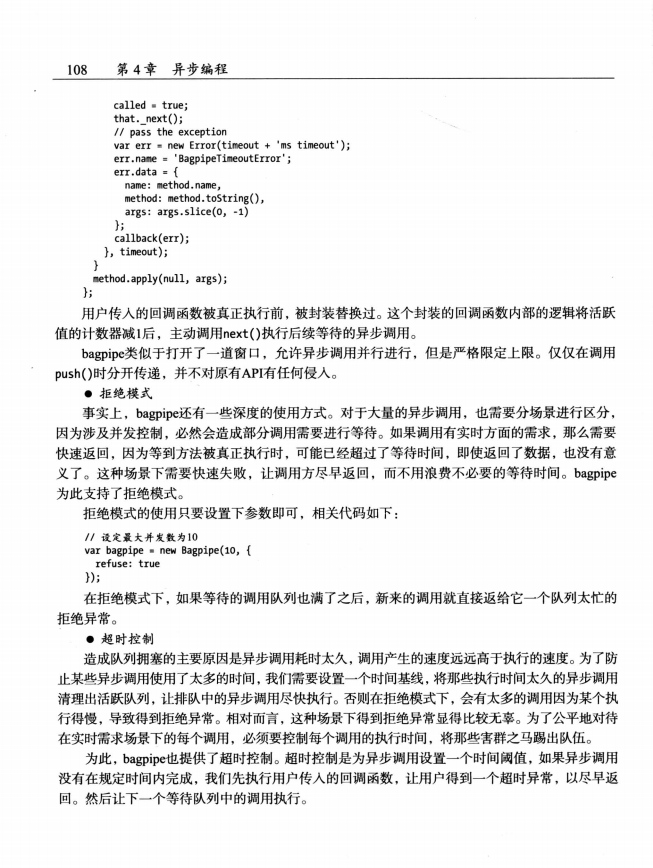 108 第4章 异步编程
called = true;
that._next();
// pass the exception
var err = new Error(timeout + 'ms timeout');
err.name = 'BagpipeTimeoutError';
err.data = {
name: method.name,
method: method.toString(),
args: args.slice(0, -1)
};
callback(err);
}, timeout);
}
method.apply(null, args);
};
用户传入的回调函数被真正执行前，被封装替换过。这个封装的回调函数内部的逻辑将活跃
值的计数器减1后，主动调用next()执行后续等待的异步调用。
bagpipe类似于打开了一道窗口，允许异步调用并行进行，但是严格限定上限。仅仅在调用
push()时分开传递，并不对原有API有任何侵入。
● 拒绝模式
事实上，bagpipe还有一些深度的使用方式。对于大量的异步调用，也需要分场景进行区分，
因为涉及并发控制，必然会造成部分调用需要进行等待。如果调用有实时方面的需求，那么需要
快速返回，因为等到方法被真正执行时，可能已经超过了等待时间，即使返回了数据，也没有意
义了。这种场景下需要快速失败，让调用方尽早返回，而不用浪费不必要的等待时间。bagpipe
为此支持了拒绝模式。
拒绝模式的使用只要设置下参数即可，相关代码如下：
// 设定最大并发数为10
var bagpipe = new Bagpipe(10, {
refuse: true
});
在拒绝模式下，如果等待的调用队列也满了之后，新来的调用就直接返给它一个队列太忙的
拒绝异常。
● 超时控制
造成队列拥塞的主要原因是异步调用耗时太久，调用产生的速度远远高于执行的速度。为了防
止某些异步调用使用了太多的时间，我们需要设置一个时间基线，将那些执行时间太久的异步调用
清理出活跃队列，让排队中的异步调用尽快执行。否则在拒绝模式下，会有太多的调用因为某个执
行得慢，导致得到拒绝异常。相对而言，这种场景下得到拒绝异常显得比较无辜。为了公平地对待
在实时需求场景下的每个调用，必须要控制每个调用的执行时间，将那些害群之马踢出队伍。
为此，bagpipe也提供了超时控制。超时控制是为异步调用设置一个时间阈值，如果异步调用
没有在规定时间内完成，我们先执行用户传入的回调函数，让用户得到一个超时异常，以尽早返
回。然后让下一个等待队列中的调用执行。